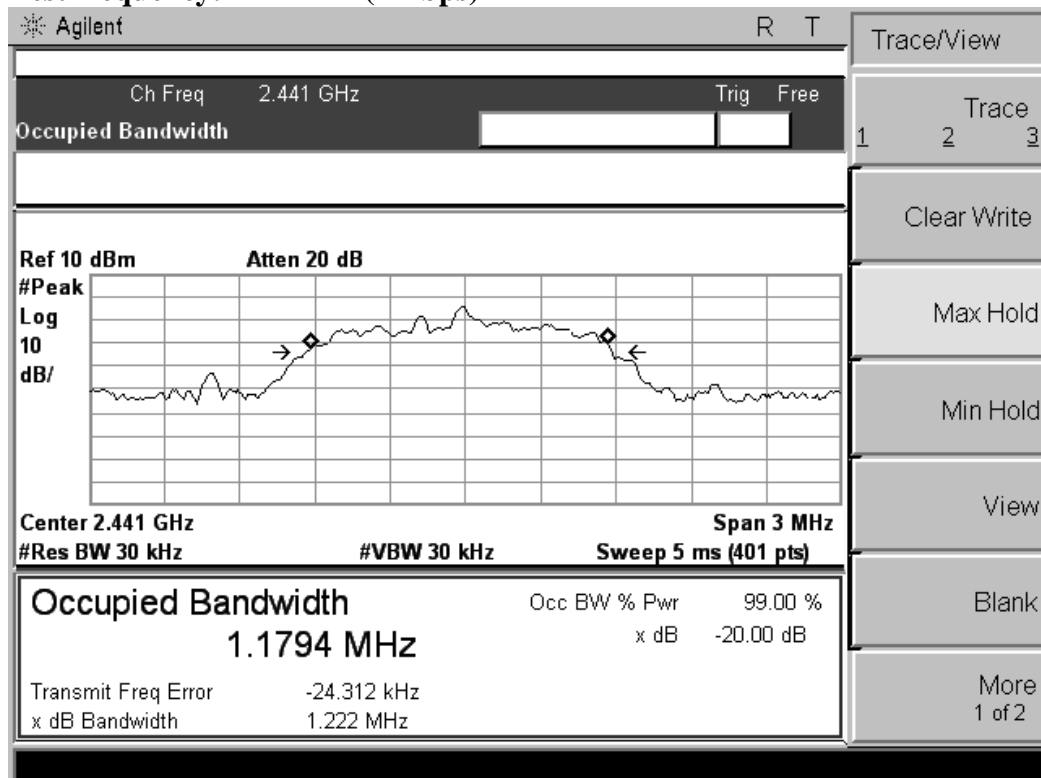 Agilent R T
Trace/View
Ch Freq 2.441 GHz Trig Free
Occupied Bandwidth
Trace
1 2 3
Clear Write
Ref 10 dBm Atten 20 dB
#Peak
Log
10
dB/
Max Hold
Min Hold
Center 2.441 GHz Span 3 MHz
#Res BW 30 kHz #VBW 30 kHz Sweep 5 ms (401 pts)
View
Occupied Bandwidth
1.1794 MHz
Occ BW % Pwr 99.00 %
x dB -20.00 dB
Blank
Transmit Freq Error -24.312 kHz
x dB Bandwidth 1.222 MHz
More
1 of 2